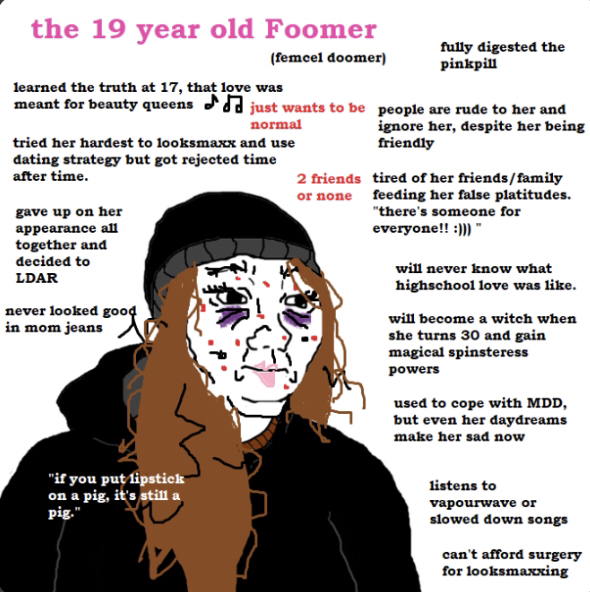 the 19 year old Foomer
(femcel doomer)
fully digested the
pinkpill
learned the truth at 17, that love was
meant for beauty queens
just wants to be
normal
people are rude to her and
ignore her, despite her being
friendly
tried her hardest to looksmaxx and use
dating strategy but got rejected time
after time.
2 friends
or none
tired of her friends/family
feeding her false platitudes.
"there's someone for
everyone!! :))) "
gave up on her
appearance all
together and
decided to
LDAR
will never know what
highschool love was like.
never looked good
in mom jeans
will become a witch when
she turns 30 and gain
magical spinsteress
powers
used to cope with MDD,
but even her daydreams
make her sad now
"if you put lipstick
on a pig, it's still a
pig."
listens to
vapourwave or
slowed down songs
can't afford surgery
for looksmaxxing